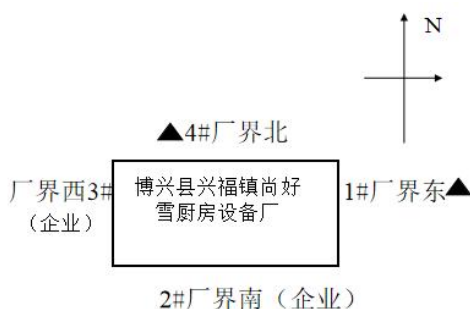 N
▲4#厂界北
厂界西3#
（企业）
博兴县兴福镇尚好
雪厨房设备厂
1#厂界东▲
2#厂界南（企业）